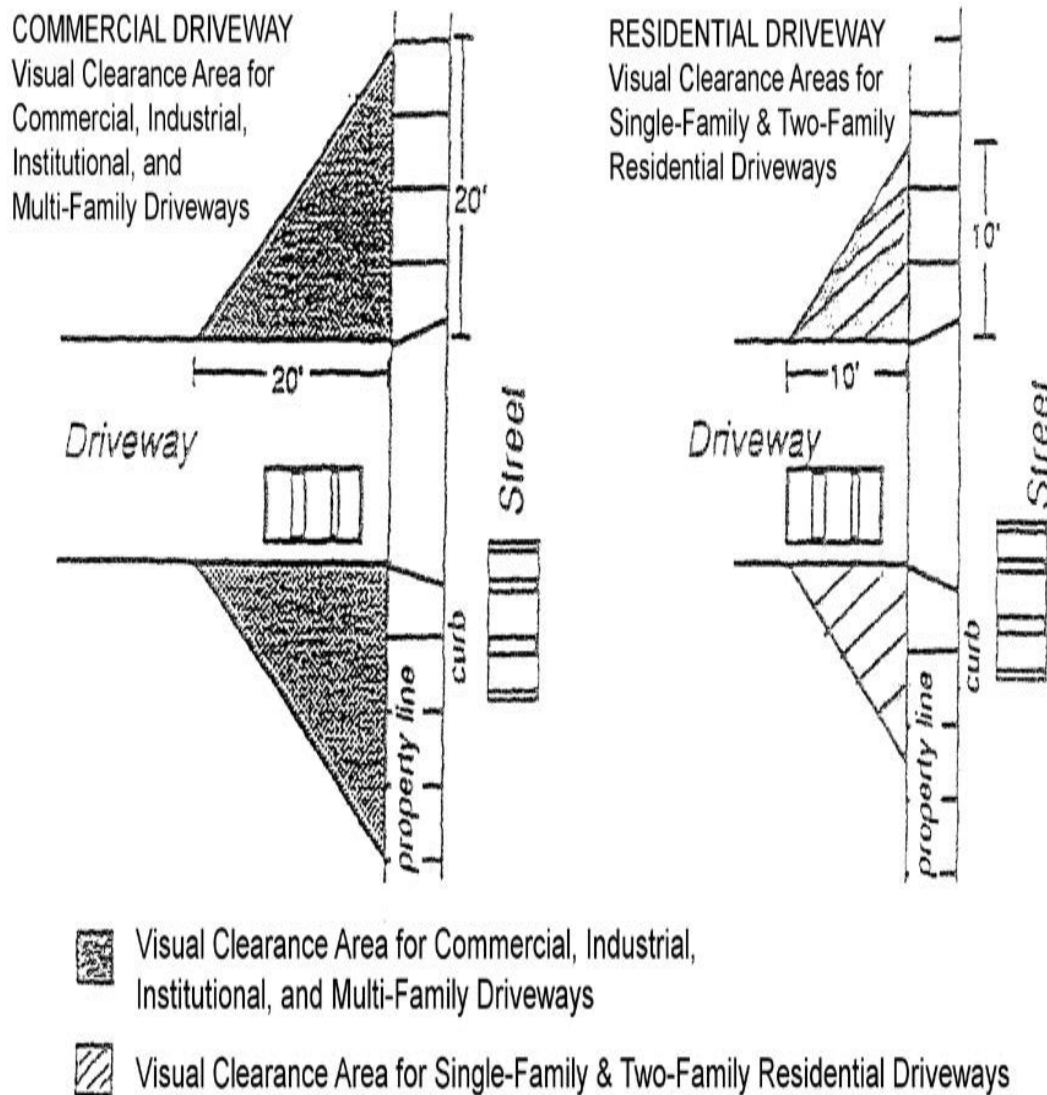 COMMERCIAL DRIVEWAY
Visual Clearance Area for
Commercial, Industrial,
Institutional, and
Multi-Family Driveways
20'
20'
Driveway
Street
curb
property line
RESIDENTIAL DRIVEWAY
Visual Clearance Areas for
Single-Family & Two-Family
Residential Driveways
10'
10'
Driveway
Street
curb
property line
Visual Clearance Area for Commercial, Industrial,
Institutional, and Multi-Family Driveways
Visual Clearance Area for Single-Family & Two-Family Residential Driveways